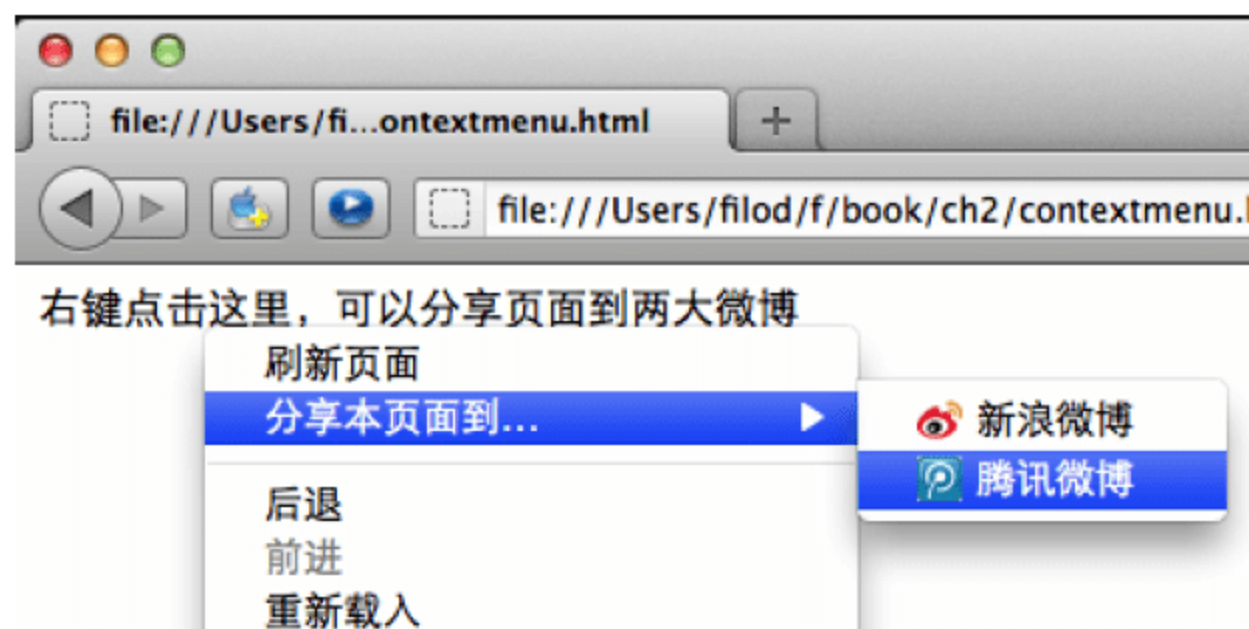 file:///Users/fi...ontextmenu.html
file:///Users/filod/f/book/ch2/contextmenu.
右键点击这里，可以分享页面到两大微博
刷新页面
分享本页面到...
新浪微博
腾讯微博
后退
前进
重新载入